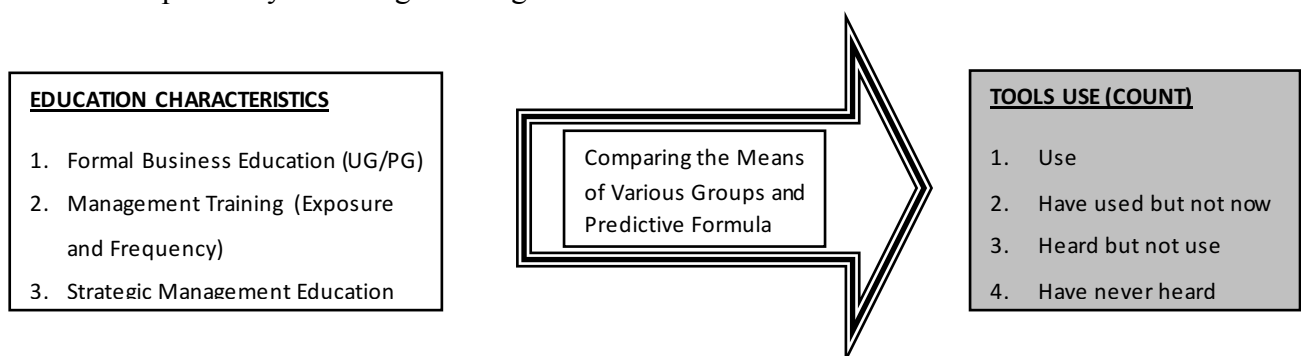 EDUCATION CHARACTERISTICS
1. Formal Business Education (UG/PG)
2. Management Training (Exposure
and Frequency)
3. Strategic Management Education
Comparing the Means
of Various Groups and
Predictive Formula
TOOLS USE (COUNT)
1. Use
2. Have used but not now
3. Heard but not use
4. Have never heard